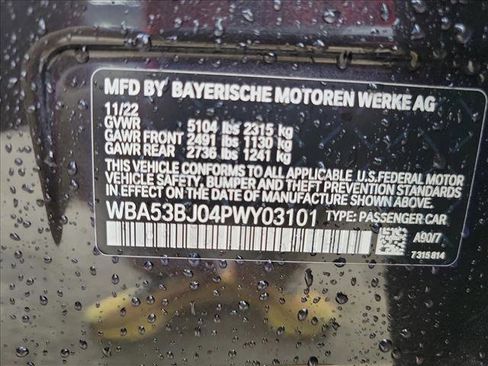 MFD BY BAYERISCHE MOTOREN WERKE AG
11/22
GVWR 5104 lbs 2315 kg
GAWR FRONT 2491 lbs 1130 kg
GAWR REAR 2736 lbs 1241 kg
THIS VEHICLE CONFORMS TO ALL APPLICABLE U.S.FEDERAL MOTOR
VEHICLE SAFETY, BUMPER AND THEFT PREVENTION STANDARDS
IN EFFECT ON THE DATE OF MANUFACTURE SHOWN ABOVE.
WBA53BJ04PWY03101 TYPE: PASSENGER CAR
A90/7
7 315 814